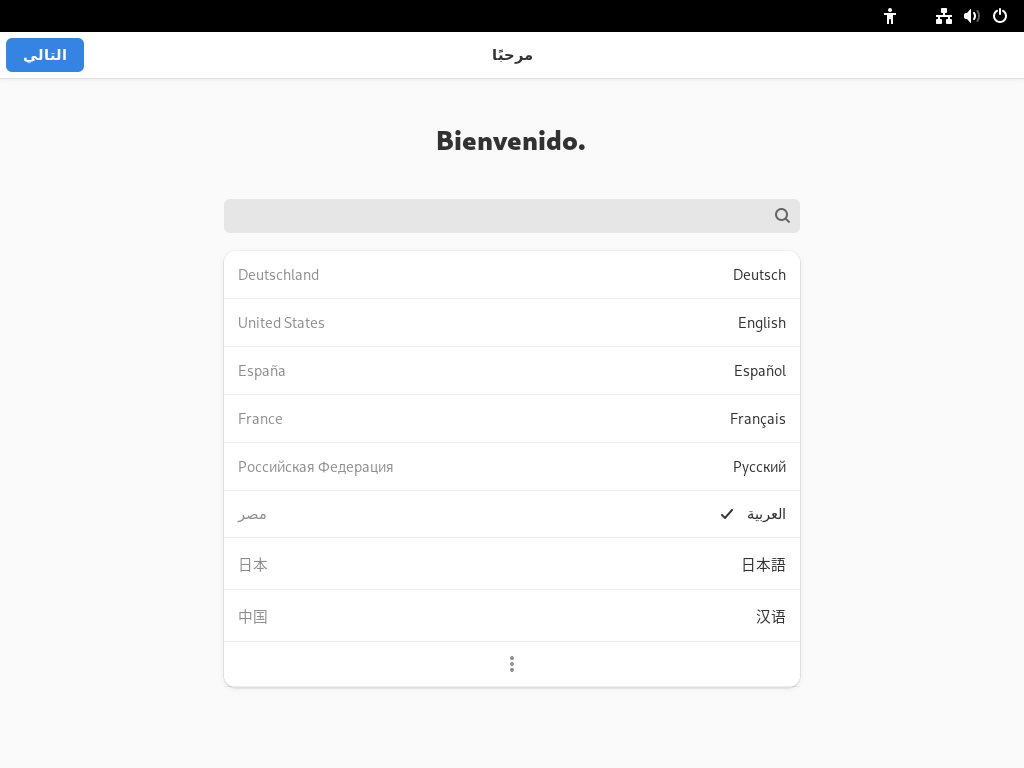 التالي
مرحبًا
Bienvenido.
Deutsch Deutschland
English United States
Español España
Français France
Русский Российская Федерация
العربية مصر
日本語 日本
汉语 中国